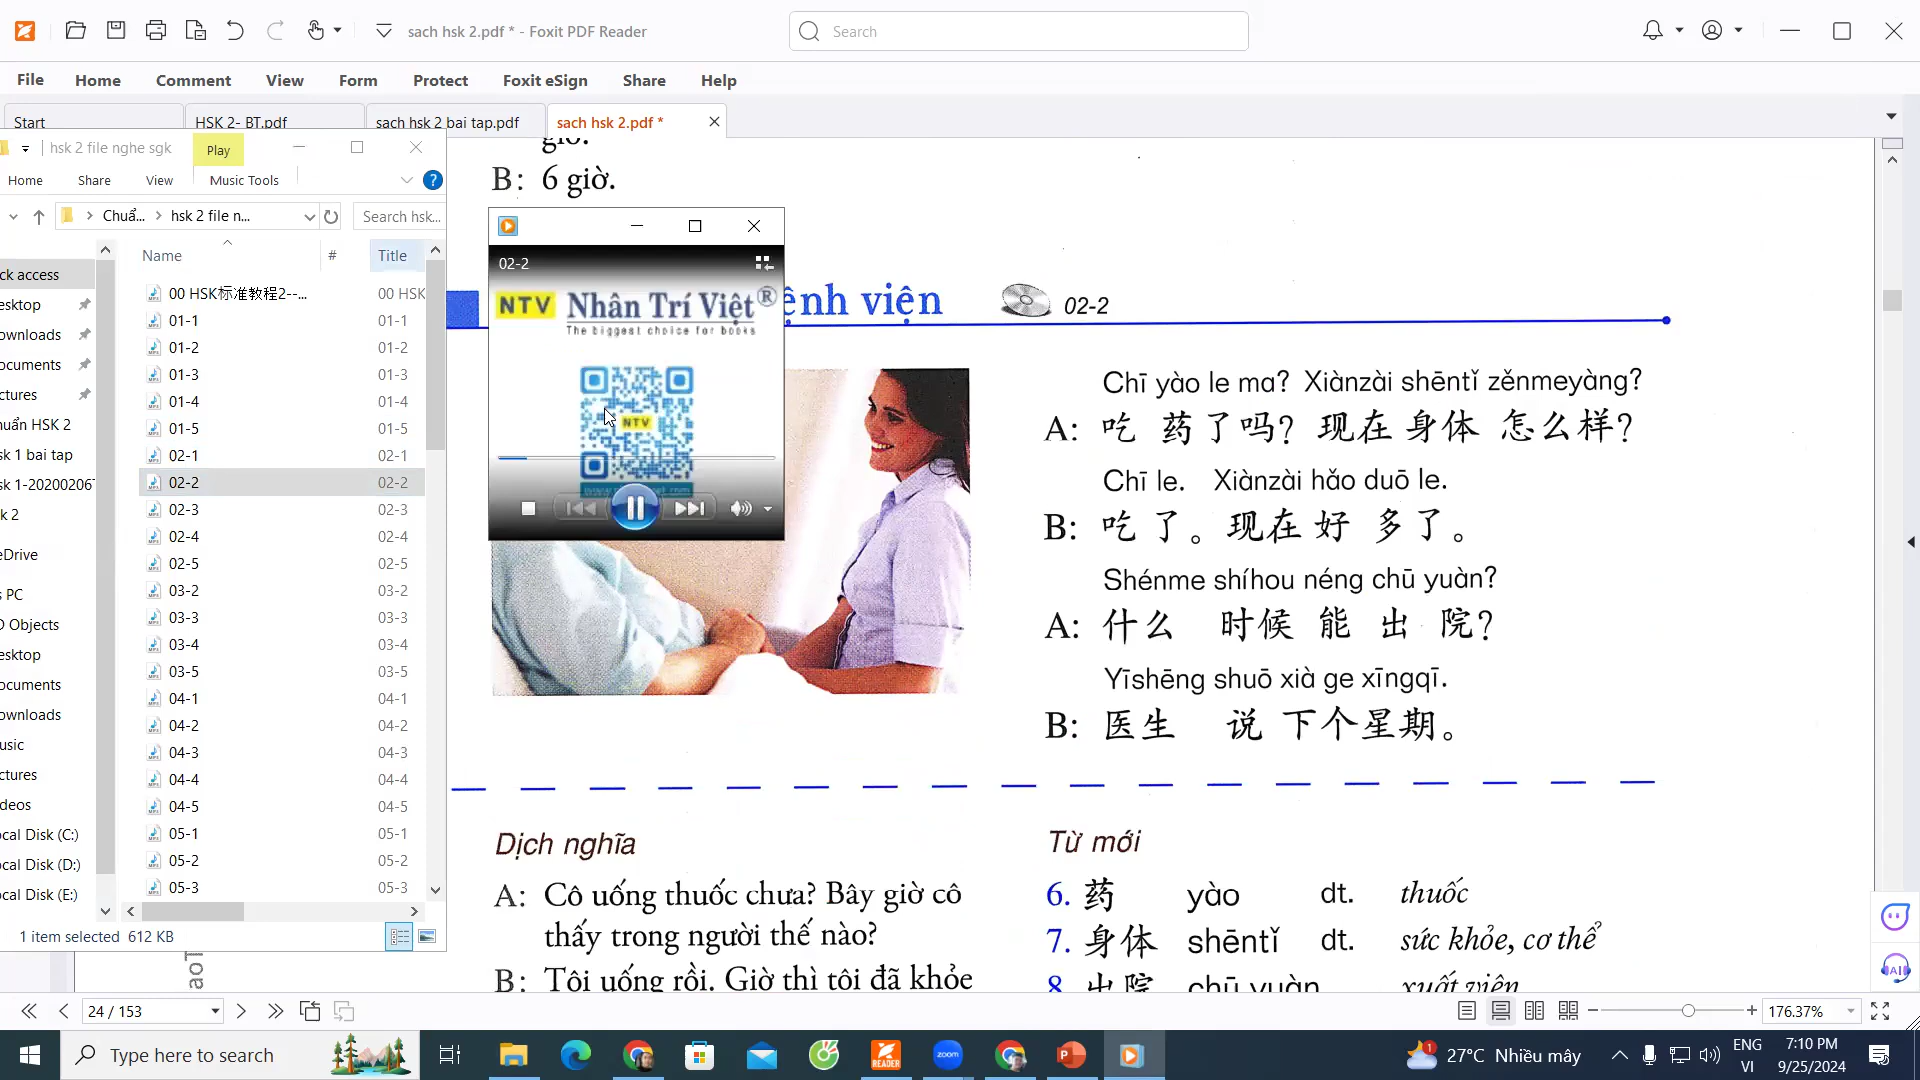 sach hsk 2.pdf * - Foxit PDF Reader
Search
File Home Comment View Form Protect Foxit eSign Share Help
Start
HSK 2- BT.pdf
sach hsk 2 bai tap.pdf
sach hsk 2.pdf *
hsk 2 file nghe sgk
Play
Home Share View Music Tools
Chuẩ... hsk 2 file n...
Search hsk...
Name # Title
00 HSK标准教程2--... 00 HSK
01-1 01-1
01-2 01-2
01-3 01-3
01-4 01-4
01-5 01-5
02-1 02-1
02-2 02-2
02-3 02-3
02-4 02-4
02-5 02-5
03-2 03-2
03-3 03-3
03-4 03-4
03-5 03-5
04-1 04-1
04-2 04-2
04-3 04-3
04-4 04-4
04-5 04-5
05-1 05-1
05-2 05-2
05-3 05-3
ck access
esktop
ownloads
ocuments
ctures
huẩn HSK 2
sk 1 bai tap
sk 1-2020206
k 2
eDrive
s PC
D Objects
esktop
ocuments
ownloads
usic
ctures
deos
ocal Disk (C:)
ocal Disk (D:)
ocal Disk (E:)
1 item selected 612 KB
giờ.
B: 6 giờ.
02-2
NTV Nhân Trí Việt®
The biggest choice for books
NTV
ệnh viện
02-2
Chī yào le ma? Xiànzài shēntǐ zěnmeyàng?
A: 吃 药了吗? 现在 身体 怎么样?
Chī le. Xiànzài hǎo duō le.
B: 吃 了。现在 好 多了。
Shénme shíhou néng chū yuàn?
A: 什么 时候 能 出 院?
Yīshēng shuō xià ge xīngqī.
B: 医生 说 下个星期。
Dịch nghĩa
A: Cô uống thuốc chưa? Bây giờ cô
thấy trong người thế nào?
B: Tôi uống rồi. Giờ thì tôi đã khỏe
Từ mới
6. 药 yào dt. thuốc
7. 身体 shēntǐ dt. sức khỏe, cơ thể
8. 出院 chū yuàn xuất viện
24 / 153
176.37%
AI
Type here to search
READER
zoom
27°C Nhiều mây
ENG
VI
7:10 PM
9/25/2024